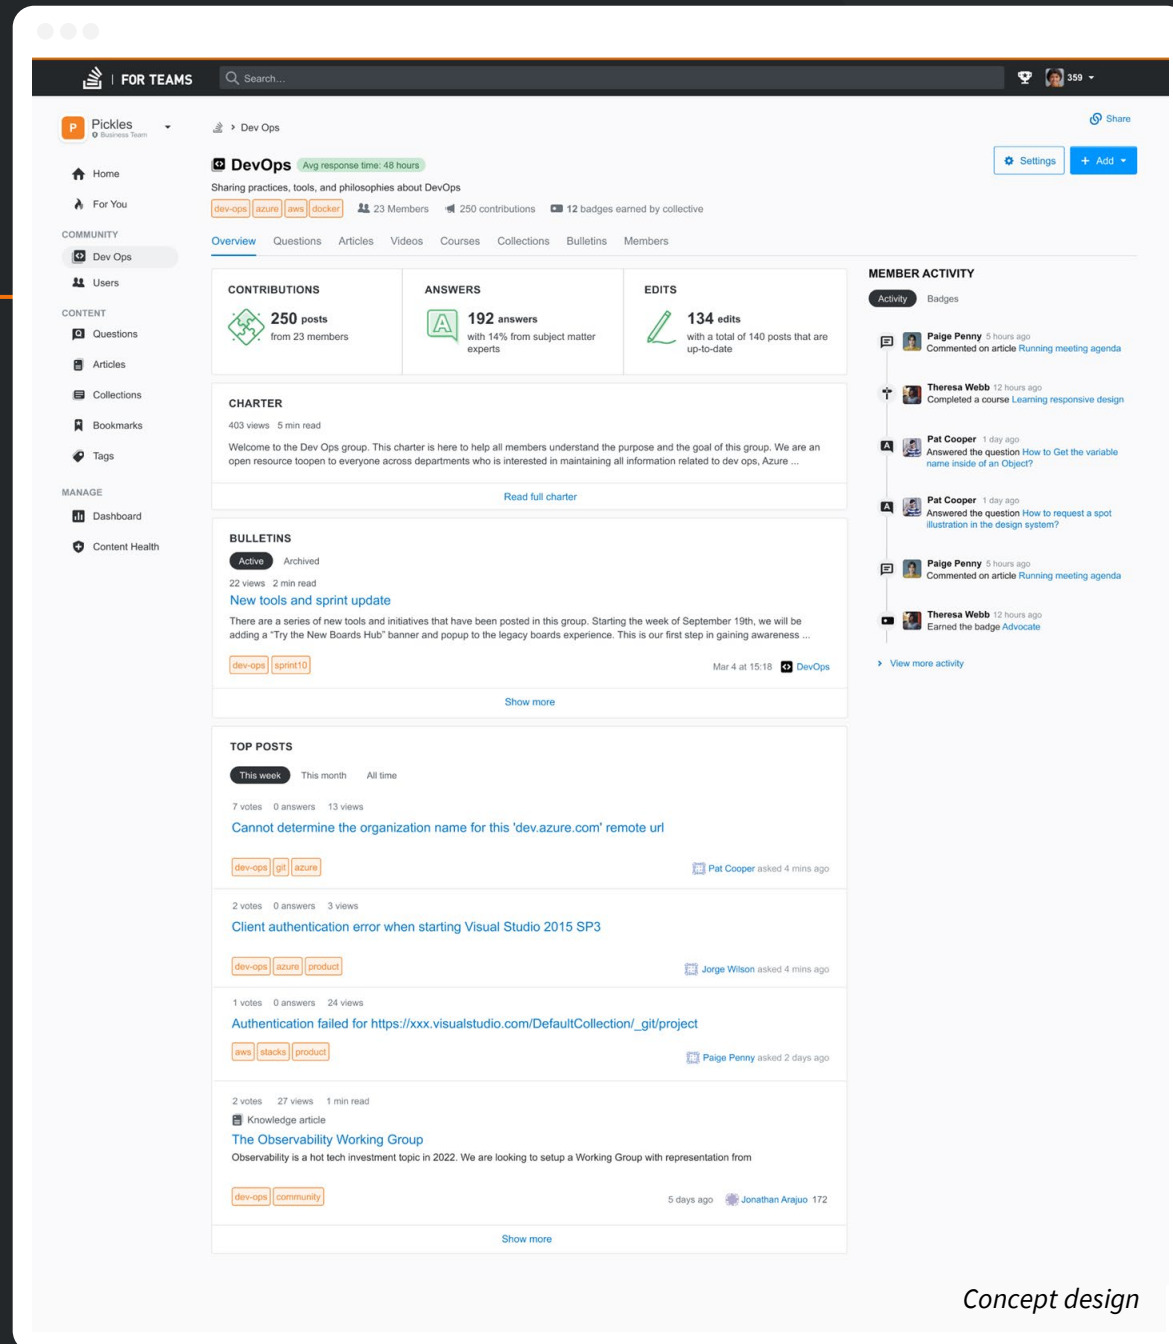 FOR TEAMS
Search...
359
P
Pickles
Business Team
Home
For You
COMMUNITY
Dev Ops
Users
CONTENT
Questions
Articles
Collections
Bookmarks
Tags
MANAGE
Dashboard
Content Health
> Dev Ops
Share
DevOps Avg response time: 48 hours
Settings
+ Add
Sharing practices, tools, and philosophies about DevOps
dev-ops azure aws docker 23 Members 250 contributions 12 badges earned by collective
Overview Questions Articles Videos Courses Collections Bulletins Members
CONTRIBUTIONS
250 posts
from 23 members
ANSWERS
192 answers
with 14% from subject matter
experts
EDITS
134 edits
with a total of 140 posts that are
up-to-date
CHARTER
403 views 5 min read
Welcome to the Dev Ops group. This charter is here to help all members understand the purpose and the goal of this group. We are an
open resource toopen to everyone across departments who is interested in maintaining all information related to dev ops, Azure ...
Read full charter
BULLETINS
Active Archived
22 views 2 min read
New tools and sprint update
There are a series of new tools and initiatives that have been posted in this group. Starting the week of September 19th, we will be
adding a “Try the New Boards Hub” banner and popup to the legacy boards experience. This is our first step in gaining awareness ...
dev-ops sprint10
Mar 4 at 15:18 DevOps
Show more
TOP POSTS
This week This month All time
7 votes 0 answers 13 views
Cannot determine the organization name for this 'dev.azure.com' remote url
dev-ops git azure
Pat Cooper asked 4 mins ago
2 votes 0 answers 3 views
Client authentication error when starting Visual Studio 2015 SP3
dev-ops azure product
Jorge Wilson asked 4 mins ago
1 votes 0 answers 24 views
Authentication failed for https://xxx.visualstudio.com/DefaultCollection/_git/project
aws stacks product
Paige Penny asked 2 days ago
2 votes 27 views 1 min read
Knowledge article
The Observability Working Group
Observability is a hot tech investment topic in 2022. We are looking to setup a Working Group with representation from
dev-ops community
5 days ago Jonathan Arajuo 172
Show more
MEMBER ACTIVITY
Activity Badges
Paige Penny 5 hours ago
Commented on article Running meeting agenda
Theresa Webb 12 hours ago
Completed a course Learning responsive design
Pat Cooper 1 day ago
Answered the question How to Get the variable
name inside of an Object?
Pat Cooper 1 day ago
Answered the question How to request a spot
illustration in the design system?
Paige Penny 5 hours ago
Commented on article Running meeting agenda
Theresa Webb 12 hours ago
Earned the badge Advocate
> View more activity
Concept design